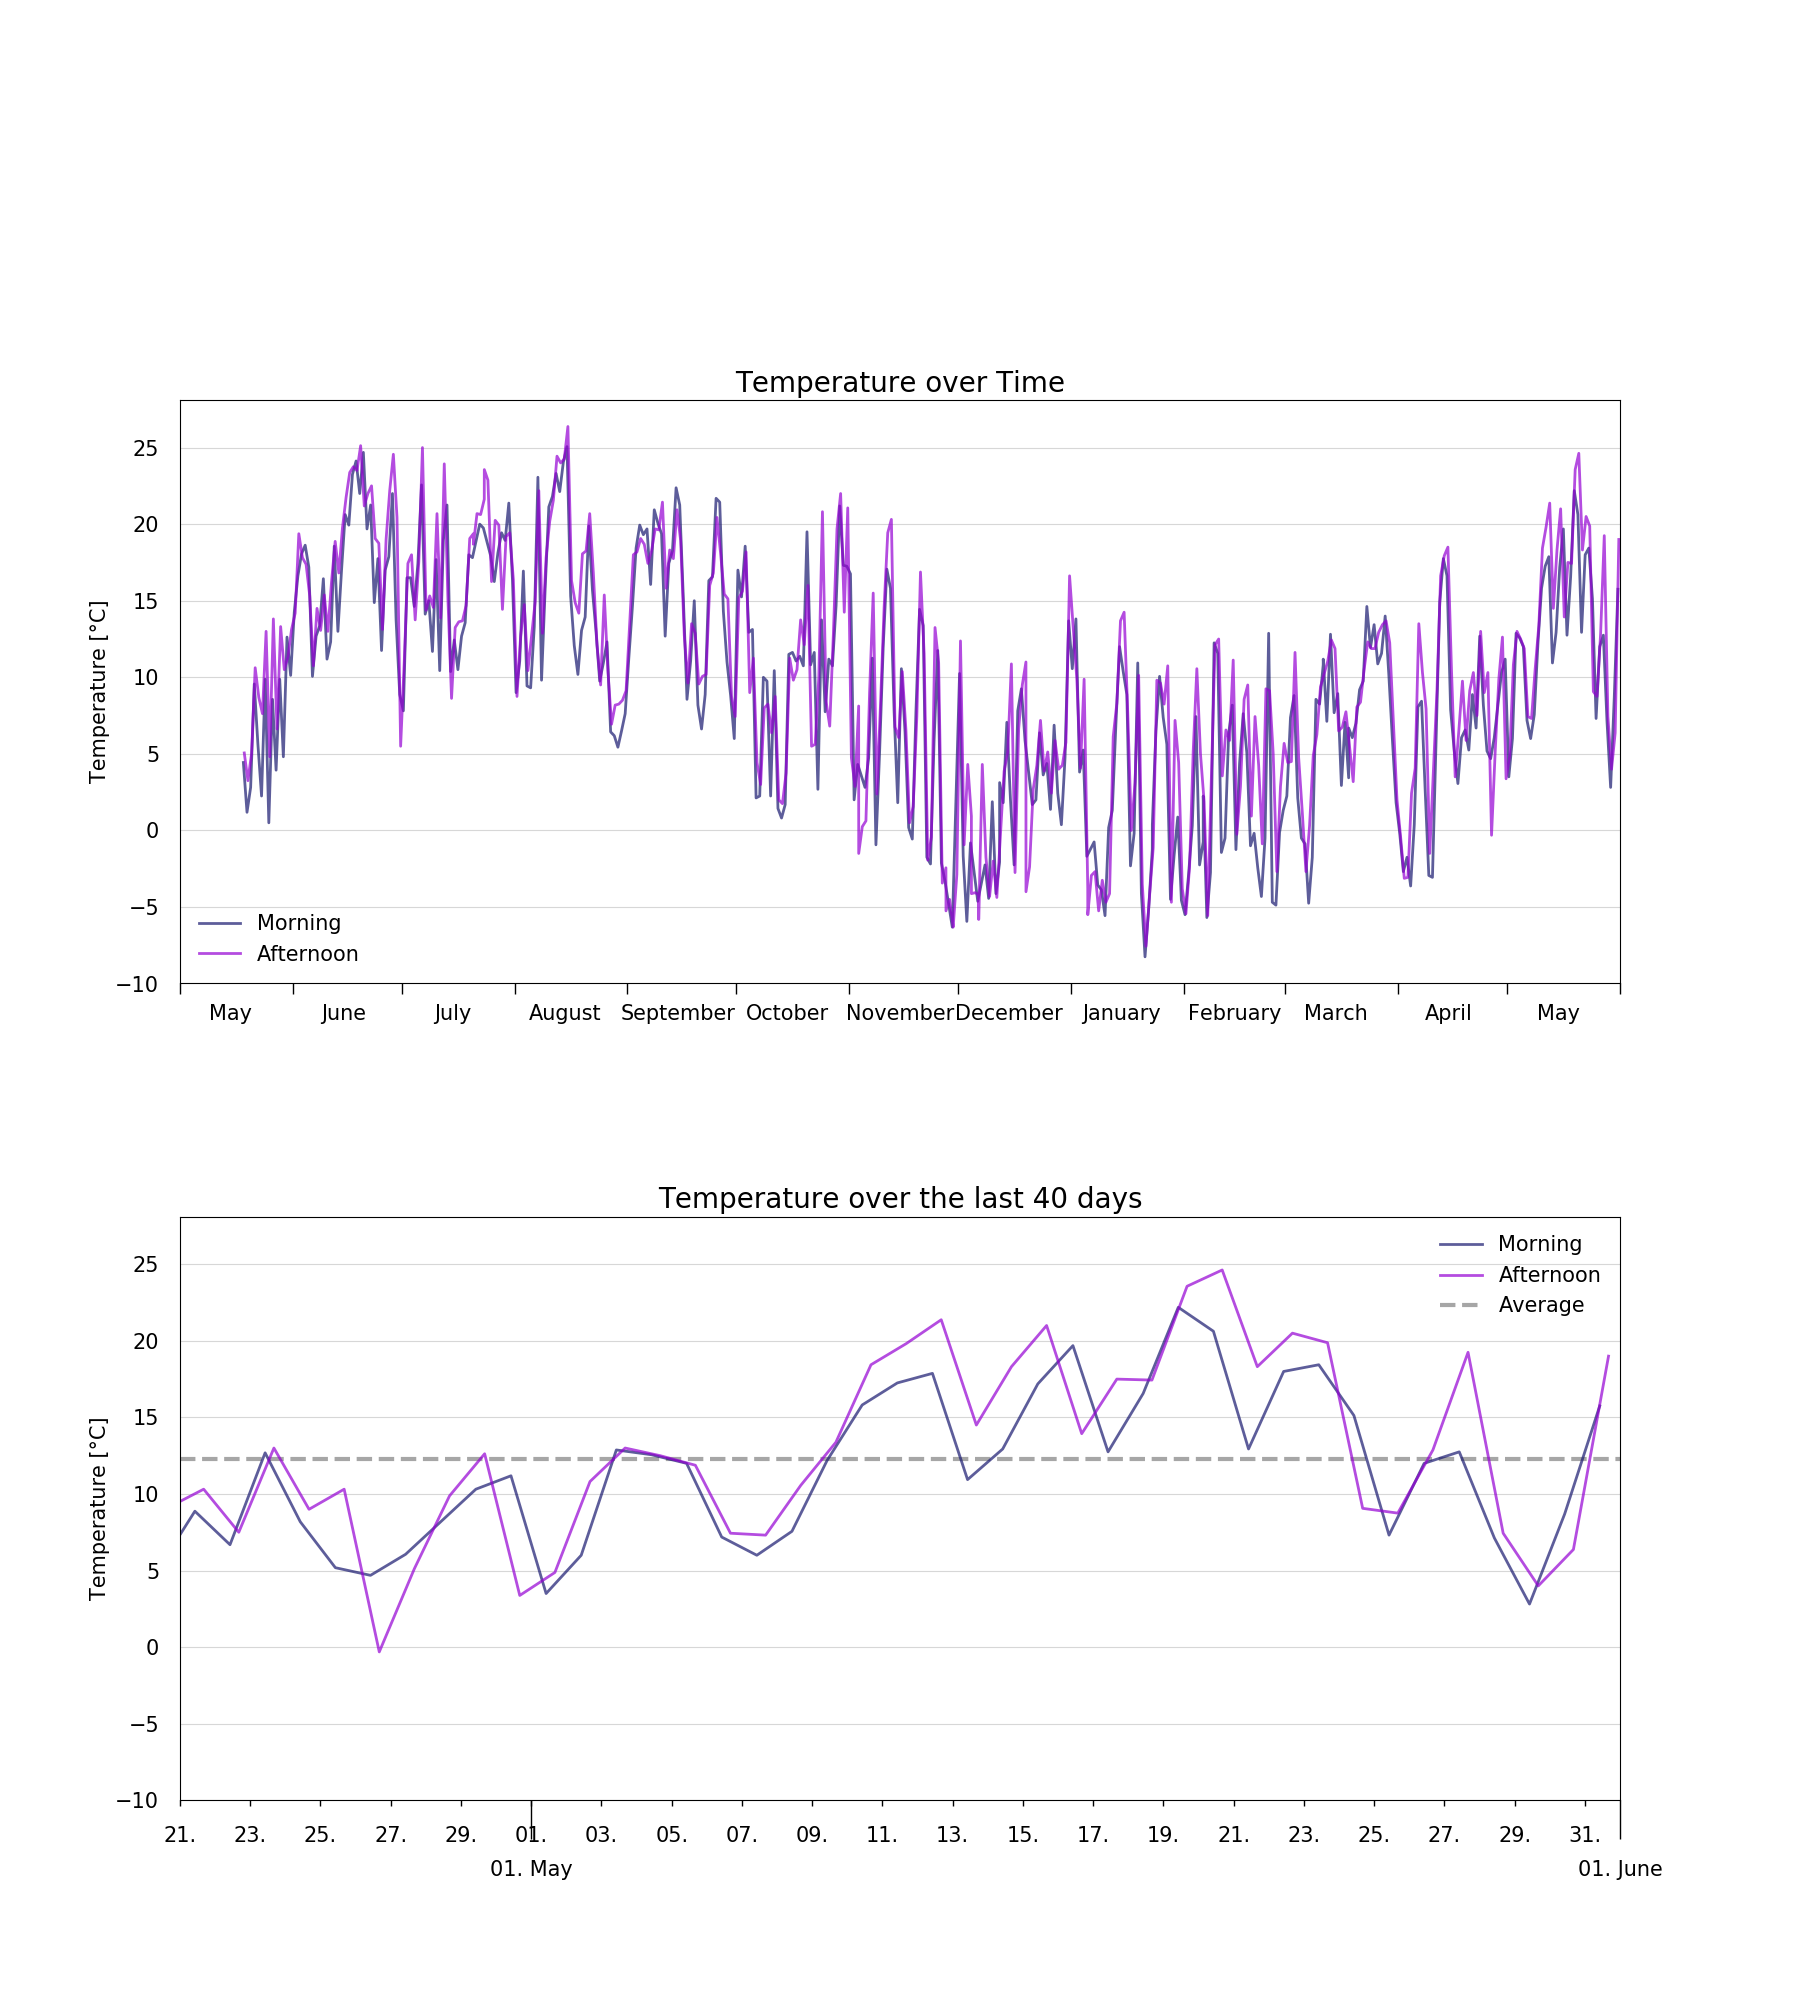 Temperature over Time
Temperature [°C]
25
20
15
10
5
0
−5
−10
Morning
Afternoon
May June July August September October November December January February March April May
Temperature over the last 40 days
Temperature [°C]
25
20
15
10
5
0
−5
−10
Morning
Afternoon
Average
21. 23. 25. 27. 29. 01. 03. 05. 07. 09. 11. 13. 15. 17. 19. 21. 23. 25. 27. 29. 31.
01. May 01. June